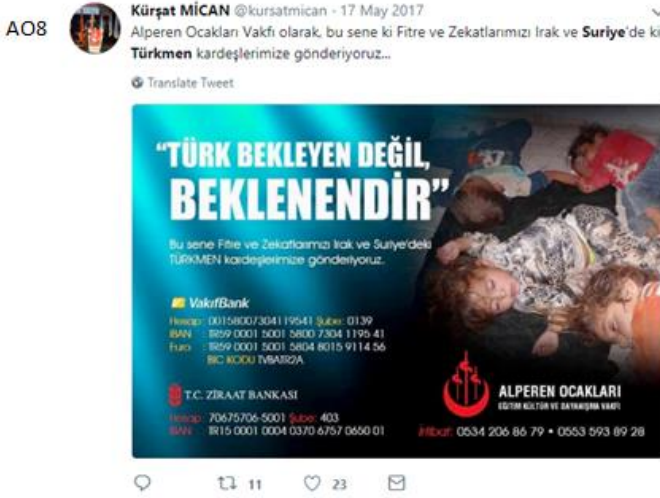 AO8
Kürşat MİCAN @kursatmican · 17 May 2017
Alperen Ocakları Vakfı olarak, bu sene ki Fitre ve Zekatlarımızı Irak ve Suriye'de ki
Türkmen kardeşlerimize gönderiyoruz...
Translate Tweet
“TÜRK BEKLEYEN DEĞİL,
BEKLENENDİR”
Bu sene Fitre ve Zekatlarımızı Irak ve Suriye'deki
TÜRKMEN kardeşlerimize gönderiyoruz.
VakıfBank
Hesap: 00158007304119541 Şube: 0139
IBAN : TR59 0001 5001 5800 7304 1195 41
Euro : TR59 0001 5001 5804 8015 9114 56
BIC KODU TVBATR2A
T.C. ZİRAAT BANKASI
Hesap: 70675706-5001 Şube: 403
IBAN : TR15 0001 0004 0370 6757 0650 01
ALPEREN OCAKLARI
EĞİTİM KÜLTÜR VE DAYANIŞMA VAKFI
İrtibat: 0534 206 86 79 • 0553 593 89 28
11 23